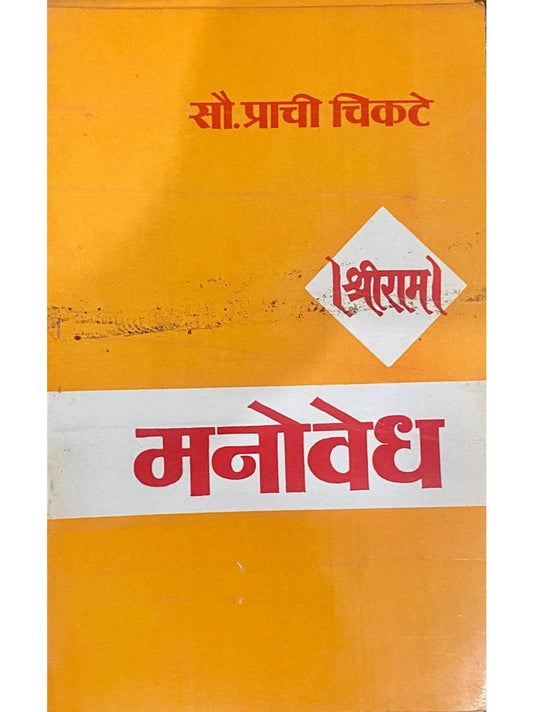 सौ. प्राची चिकटे
।श्रीराम।
मनोवेध